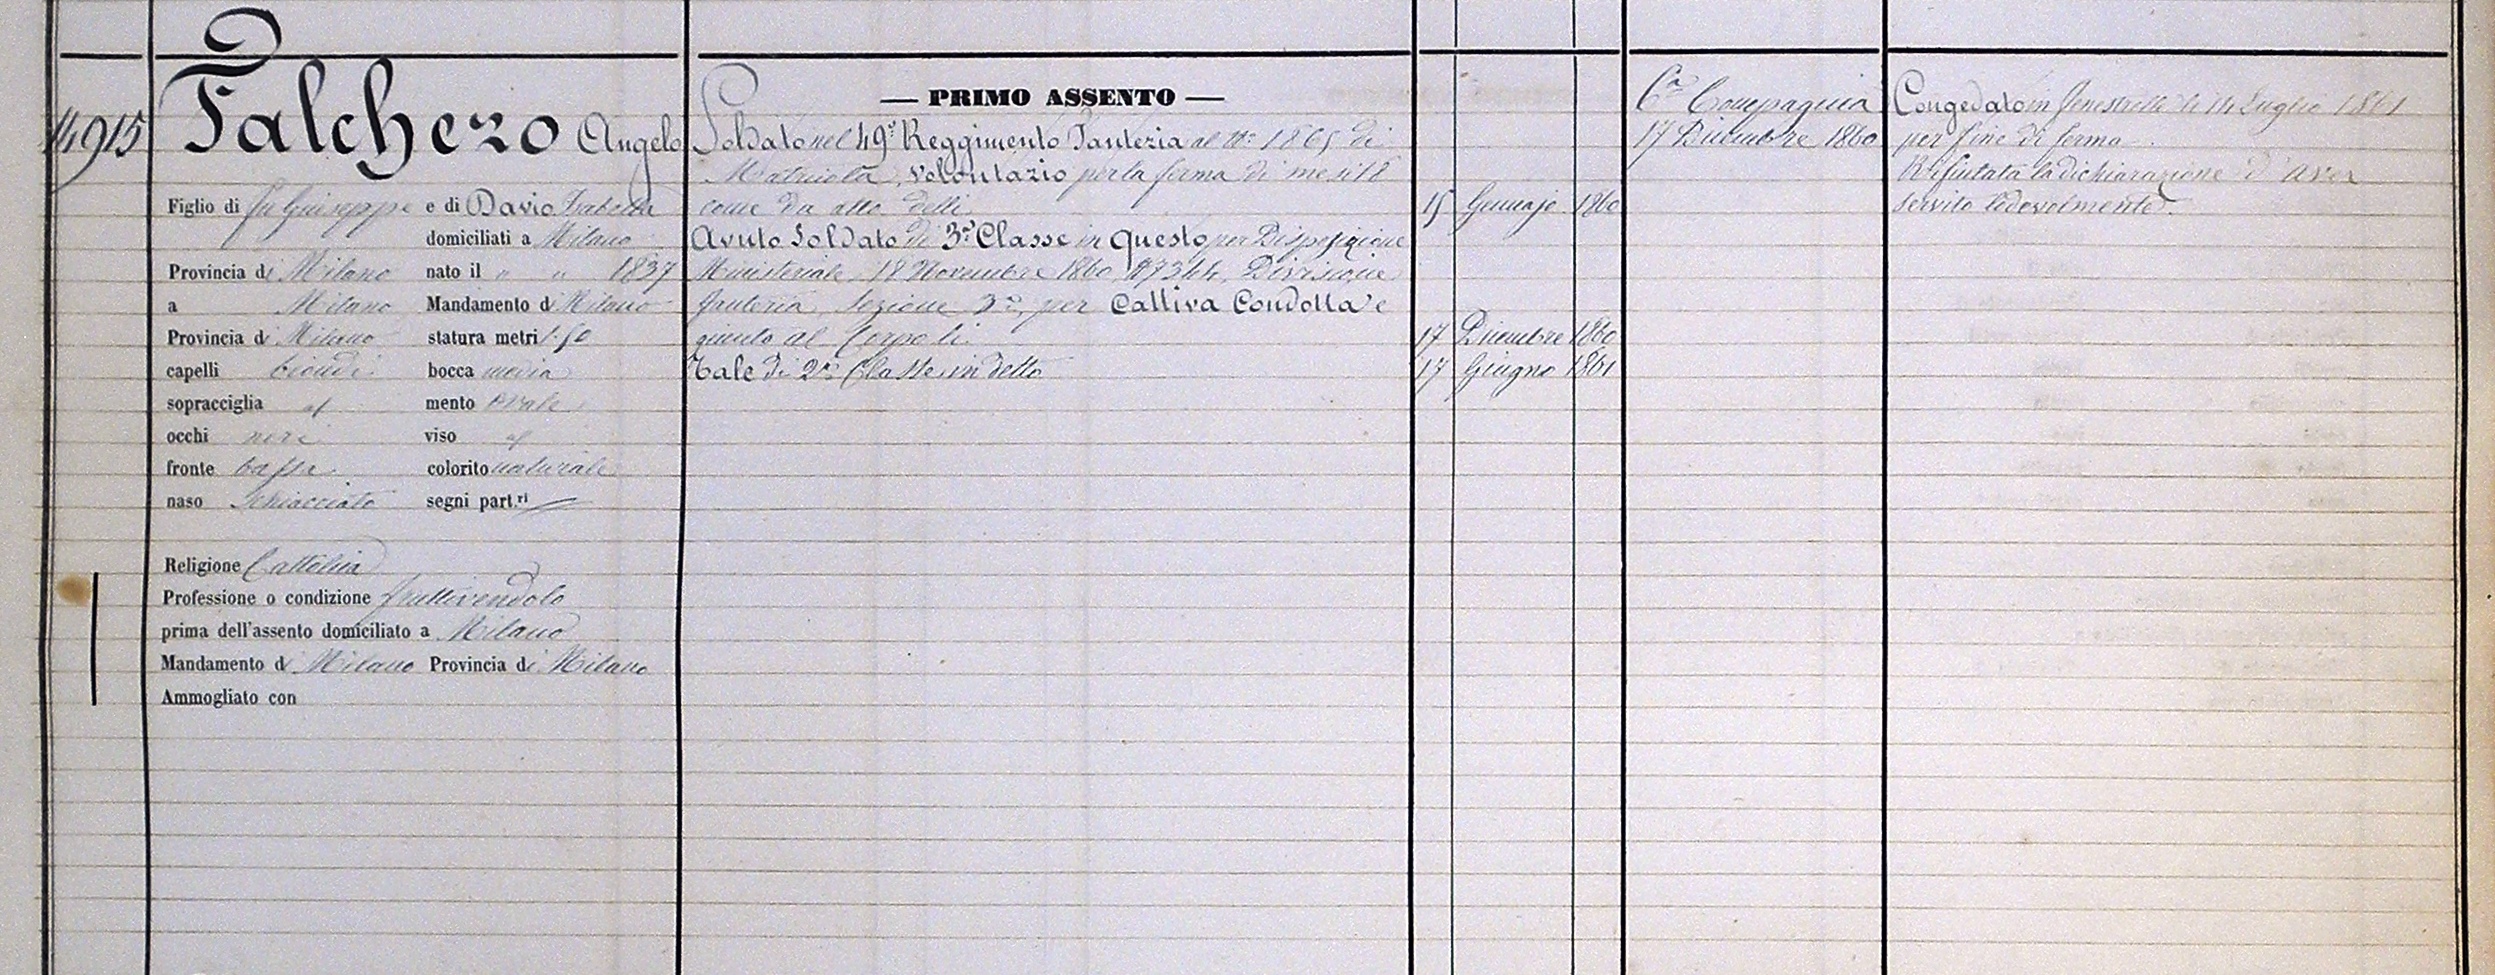 — PRIMO ASSENTO —
14915
Falchero Angelo
Figlio di fu Giuseppe e di Davio Isabella
domiciliati a Milano
Provincia di Milano nato il " " 1837
a Milano Mandamento di Milano
Provincia di Milano statura metri 1.50
capelli biondi bocca media
sopracciglia id mento ovale
occhi neri viso id
fronte bassa colorito naturale
naso Schiacciato segni part.ri
Religione Cattolica
Professione o condizione fruttivendolo
prima dell'assento domiciliato a Milano
Mandamento di Milano Provincia di Milano
Ammogliato con
Soldato nel 49° Reggimento Fanteria al N° 1865 di
Matricola, Volontario per la ferma di mesi 18
come da atto delli 15 Gennajo 1860
Avuto Soldato di 3a Classe in questo per Disposizione
Ministeriale 18 Novembre 1860 Divisione
fanteria Sezione 3a per Cattiva Condotta e
giunto al Corpo li 17 Dicembre 1860
Tale di 2a Classe in detto 17 Giugno 1861
6a Compagnia
17 Dicembre 1860
Congedato in Fenestrelle li 14 Luglio 1861
per fine di ferma.
Rifiutata la dichiarazione d'aver
servito lodevolmente.